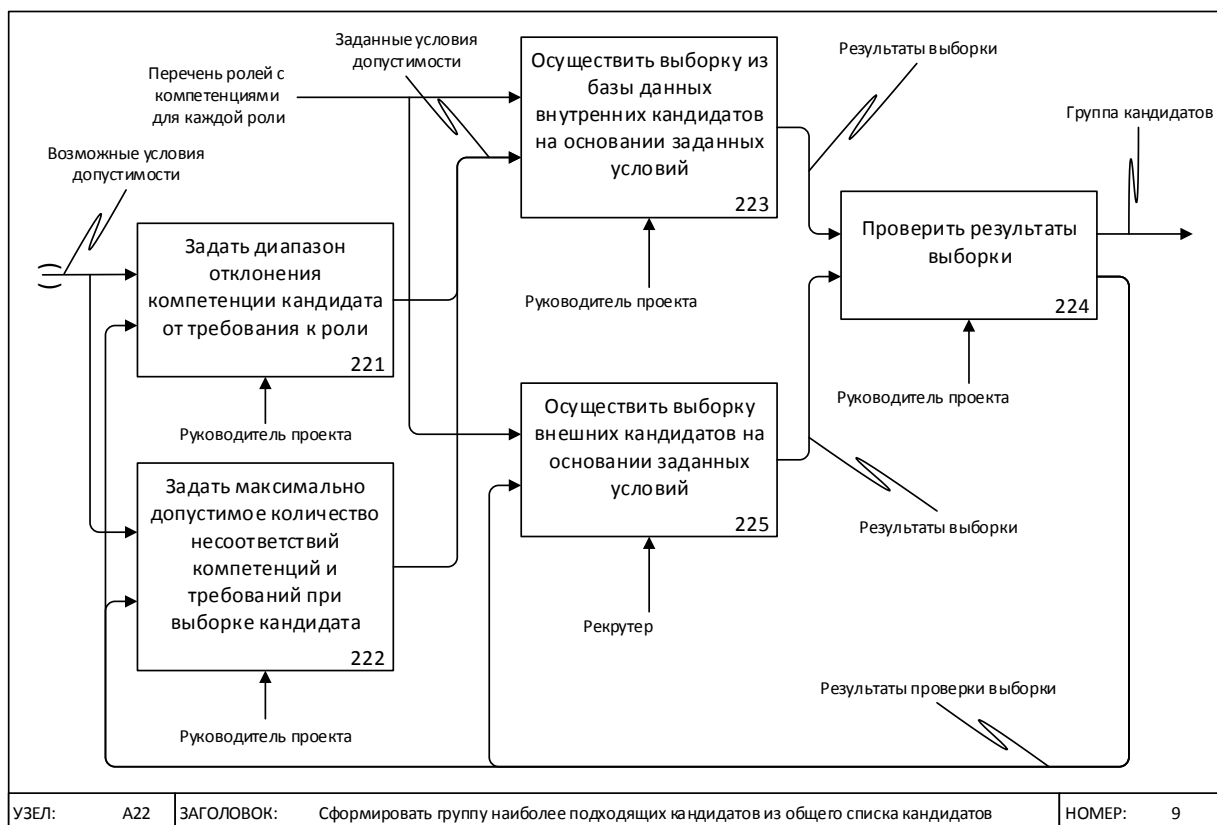 Заданные условия
допустимости
Перечень ролей с
компетенциями
для каждой роли
Возможные условия
допустимости
Осуществить выборку из
базы данных
внутренних кандидатов
на основании заданных
условий
223
Результаты выборки
Группа кандидатов
Задать диапазон
отклонения
компетенции кандидата
от требования к роли
221
Проверить результаты
выборки
224
Руководитель проекта
Руководитель проекта
Руководитель проекта
Задать максимально
допустимое количество
несоответствий
компетенций и
требований при
выборке кандидата
222
Осуществить выборку
внешних кандидатов на
основании заданных
условий
225
Результаты выборки
Рекрутер
Руководитель проекта
Результаты проверки выборки
УЗЕЛ: А22 ЗАГОЛОВОК: Сформировать группу наиболее подходящих кандидатов из общего списка кандидатов НОМЕР: 9